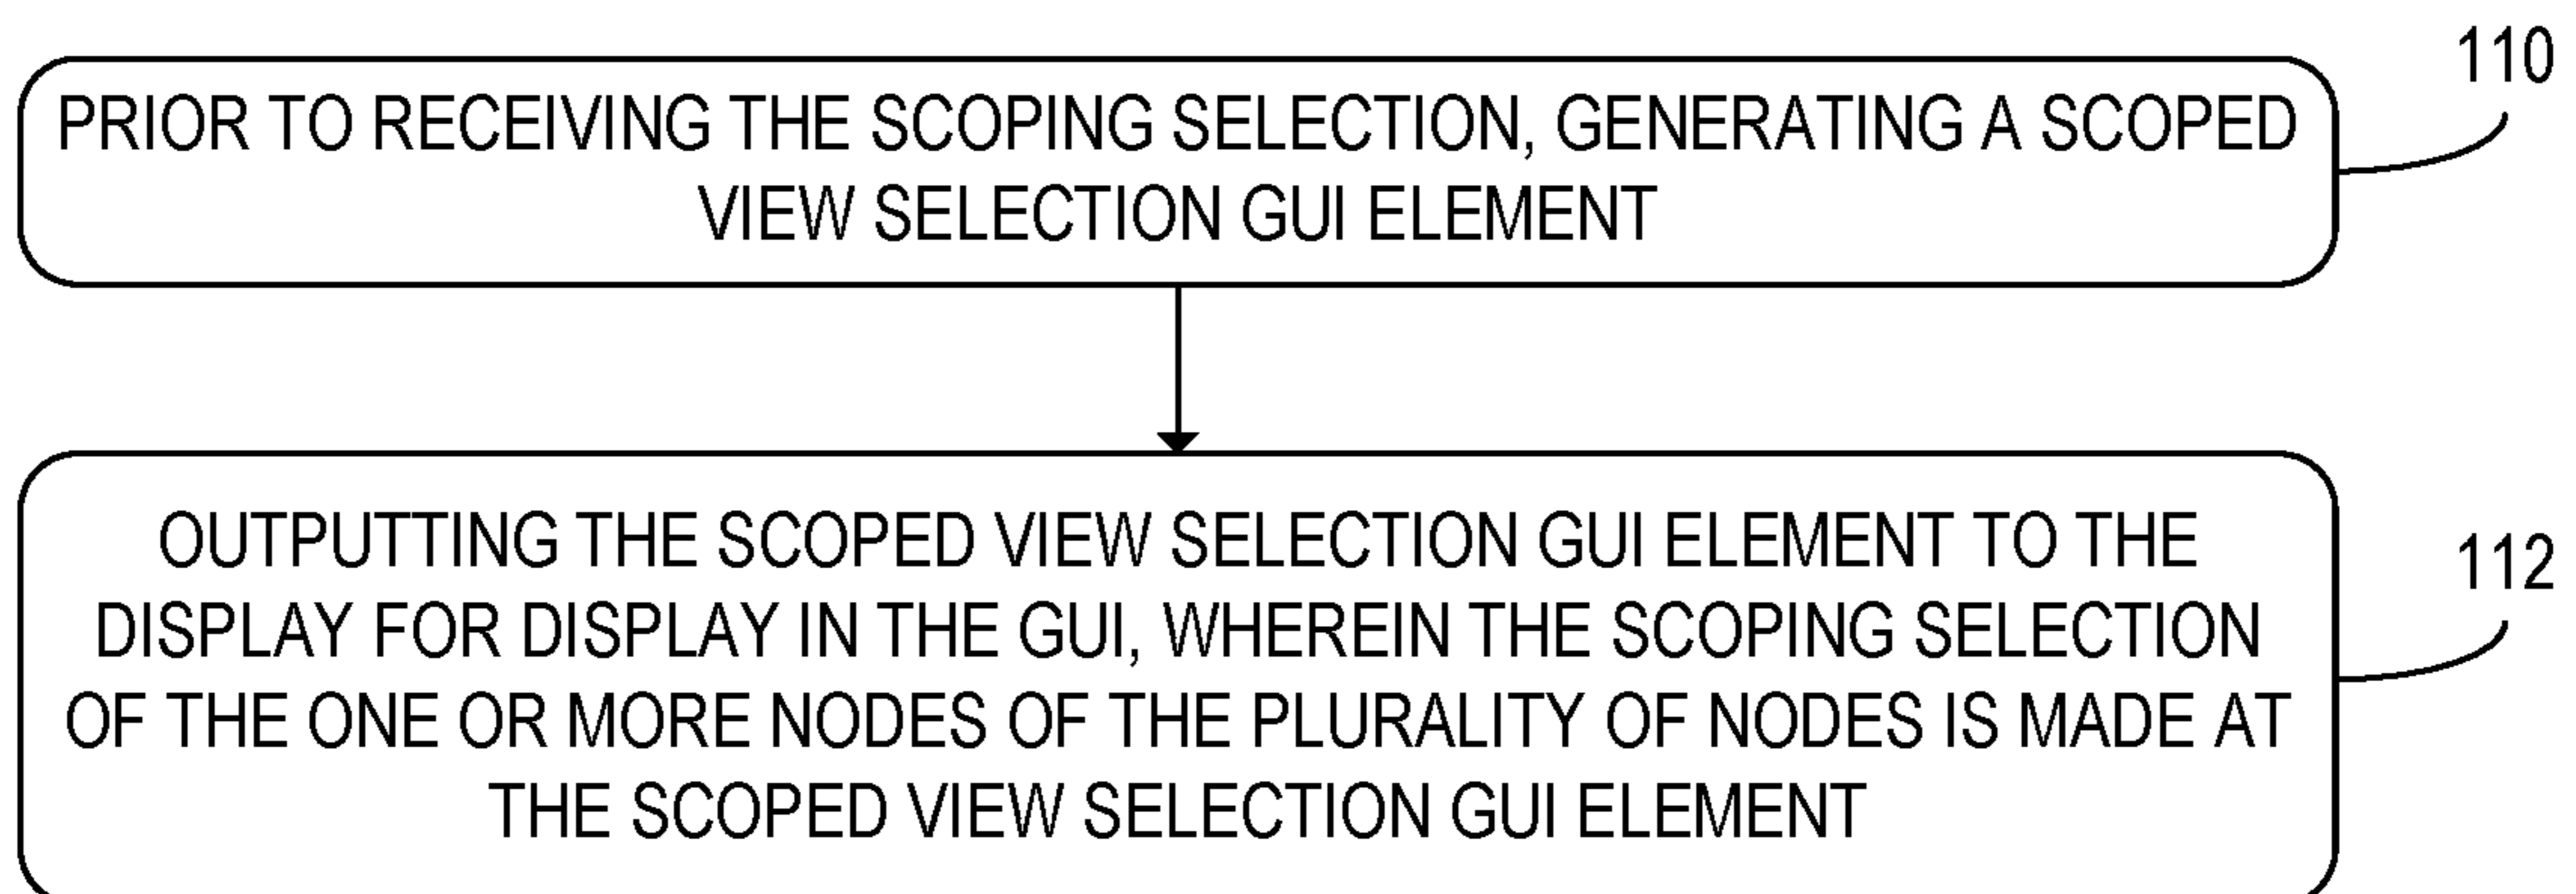 110
PRIOR TO RECEIVING THE SCOPING SELECTION, GENERATING A SCOPED
VIEW SELECTION GUI ELEMENT
OUTPUTTING THE SCOPED VIEW SELECTION GUI ELEMENT TO THE
112
DISPLAY FOR DISPLAY IN THE GUI, WHEREIN THE SCOPING SELECTION
OF THE ONE OR MORE NODES OF THE PLURALITY OF NODES IS MADE AT
THE SCOPED VIEW SELECTION GUI ELEMENT